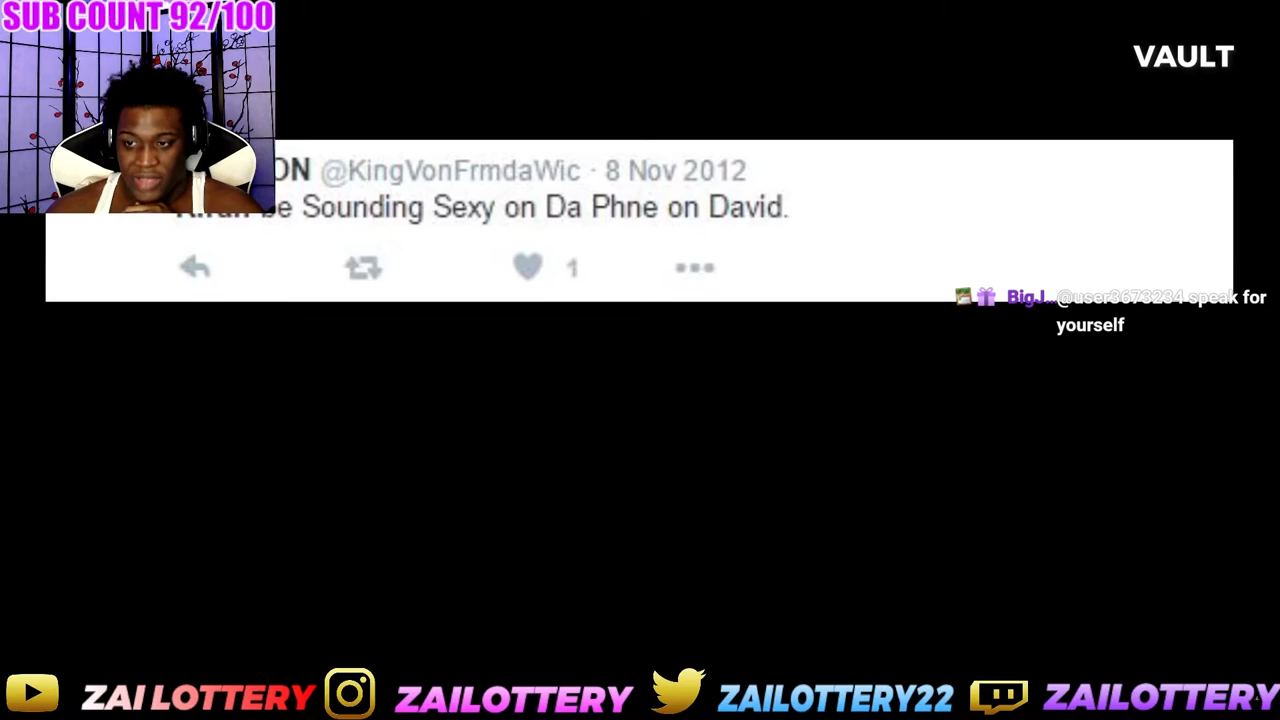 SUB COUNT 92/100
VAULT
ON @KingVonFrmdaWic · 8 Nov 2012
be Sounding Sexy on Da Phne on David.
1
BigJ... @user3673234 speak for
yourself
ZAI LOTTERY ZAILOTTERY ZAILOTTERY22 ZAILOTTERY